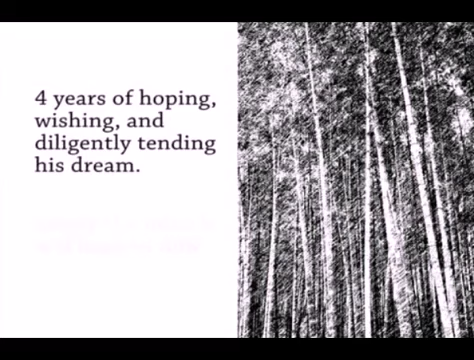 4 years of hoping,
wishing, and
diligently tending
his dream.